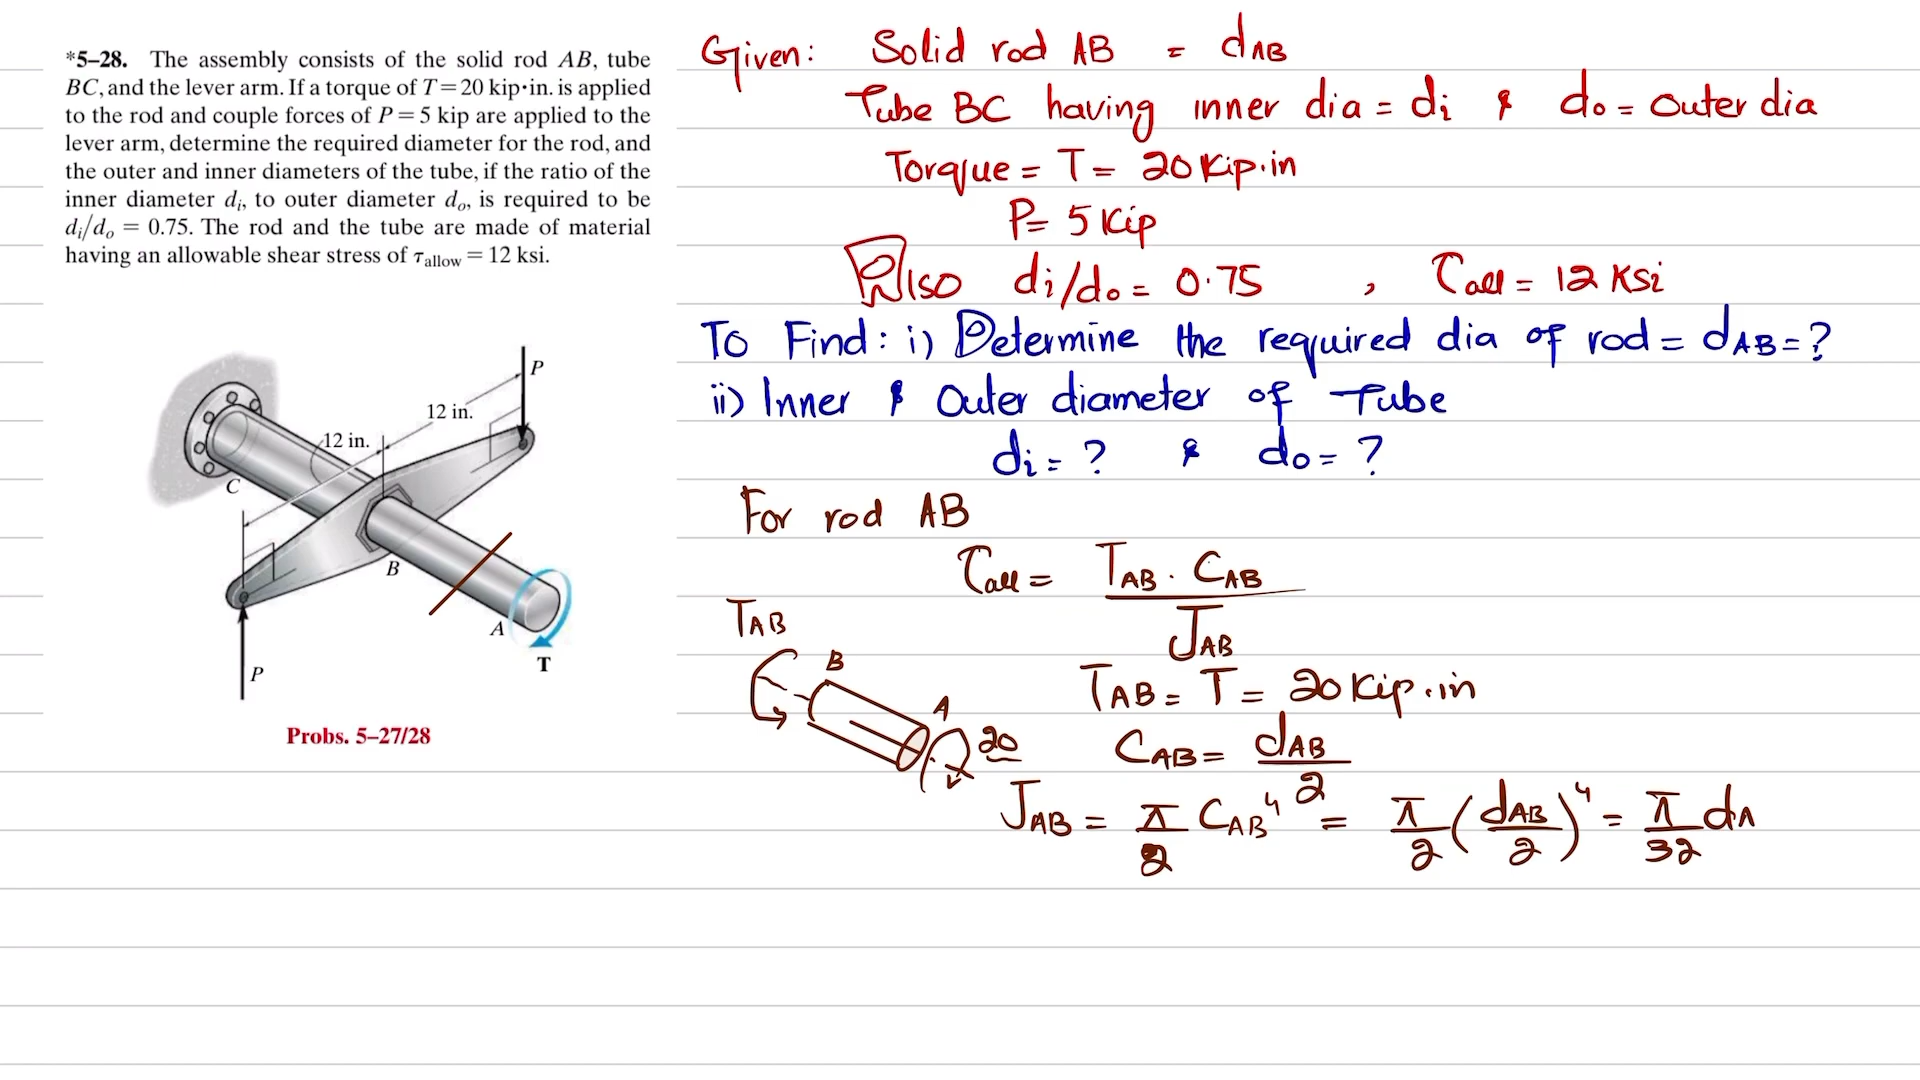 *5–28. The assembly consists of the solid rod AB, tube
BC, and the lever arm. If a torque of T = 20 kip·in. is applied
to the rod and couple forces of P = 5 kip are applied to the
lever arm, determine the required diameter for the rod, and
the outer and inner diameters of the tube, if the ratio of the
inner diameter dᵢ, to outer diameter dₒ, is required to be
dᵢ/dₒ = 0.75. The rod and the tube are made of material
having an allowable shear stress of τallow = 12 ksi.
P
12 in.
12 in.
C
B
A
T
P
Probs. 5–27/28
Given: Solid rod AB = dAB
Tube BC having inner dia = di & do = Outer dia
Torque = T = 20 Kip.in
P= 5 Kip
Also di/do = 0.75 , τall = 12 Ksi
To Find: i) Determine the required dia of rod = dAB = ?
ii) Inner & Outer diameter of Tube
di = ? & do = ?
For rod AB
τall = TAB . CAB / JAB
TAB
B
A
20
TAB = T = 20 Kip.in
CAB = dAB / 2
JAB = π/2 CAB⁴ = π/2 (dAB/2)⁴ = π/32 dA